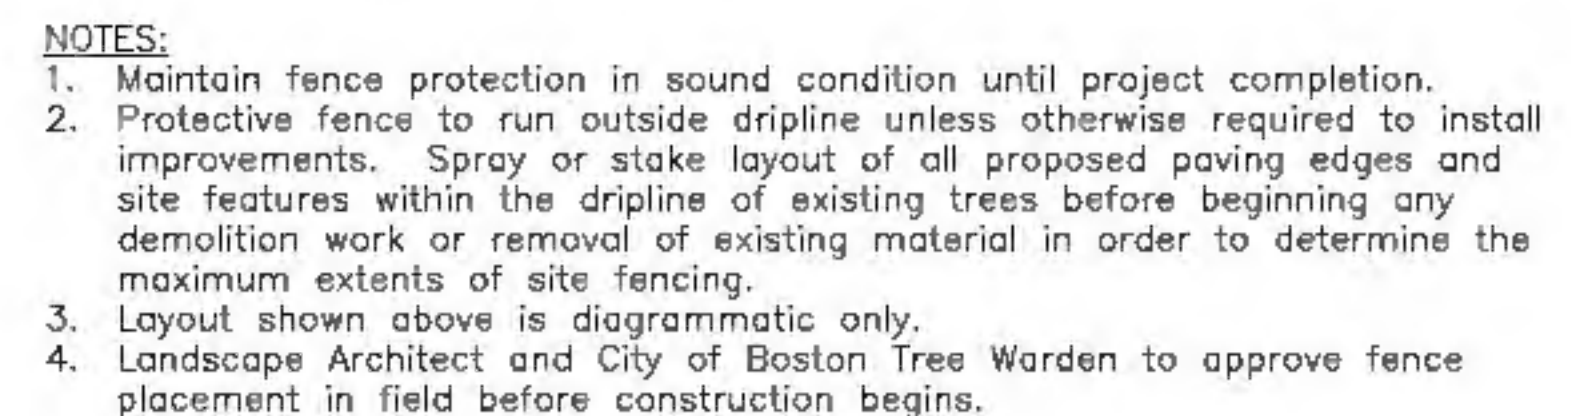 NOTES:
1. Maintain fence protection in sound condition until project completion.
2. Protective fence to run outside dripline unless otherwise required to install
improvements. Spray or stake layout of all proposed paving edges and
site features within the dripline of existing trees before beginning any
demolition work or removal of existing material in order to determine the
maximum extents of site fencing.
3. Layout shown above is diagrammatic only.
4. Landscape Architect and City of Boston Tree Warden to approve fence
placement in field before construction begins.